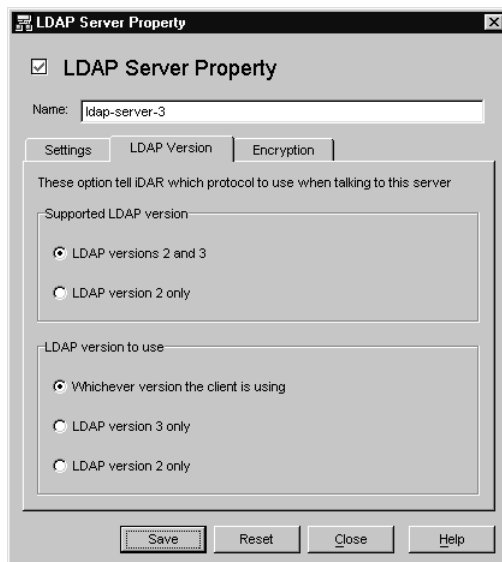 LDAP Server Property
LDAP Server Property
Name: ldap-server-3
Settings LDAP Version Encryption
These option tell iDAR which protocol to use when talking to this server
Supported LDAP version
LDAP versions 2 and 3
LDAP version 2 only
LDAP version to use
Whichever version the client is using
LDAP version 3 only
LDAP version 2 only
Save Reset Close Help